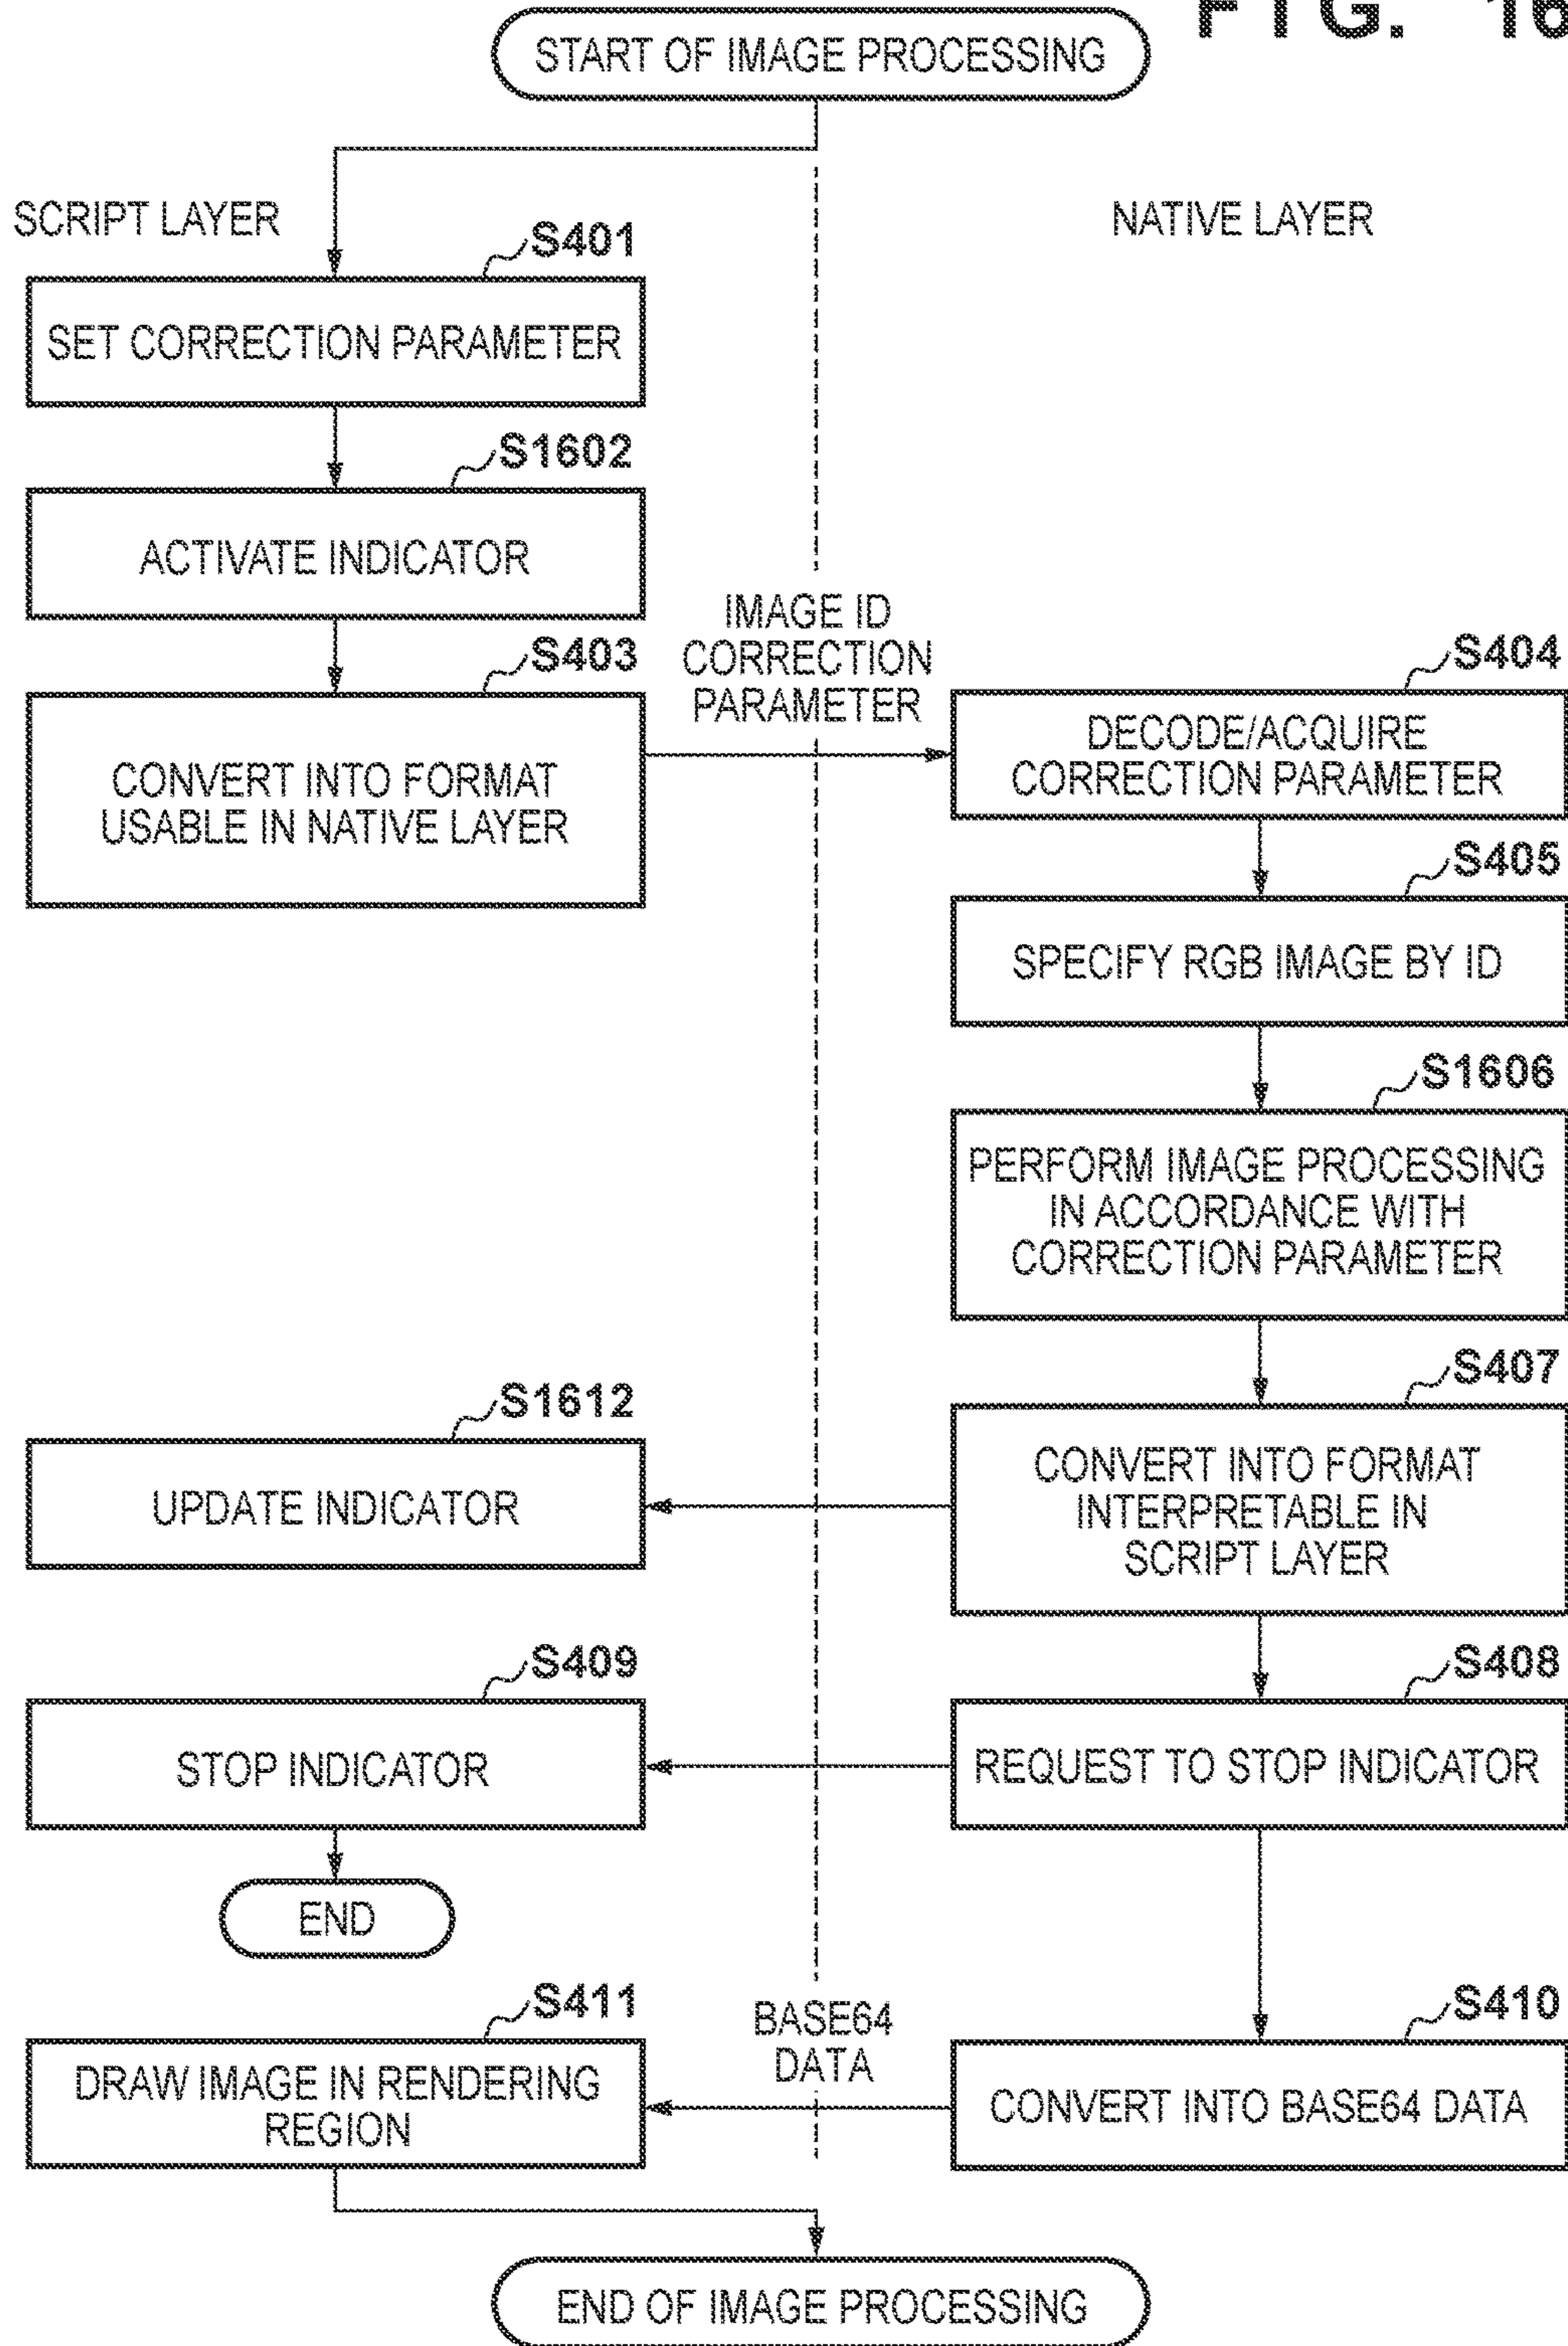 FIG. 16
START OF IMAGE PROCESSING
SCRIPT LAYER
NATIVE LAYER
S401
SET CORRECTION PARAMETER
S1602
ACTIVATE INDICATOR
S403
CONVERT INTO FORMAT
USABLE IN NATIVE LAYER
IMAGE ID
CORRECTION
PARAMETER
S404
DECODE/ACQUIRE
CORRECTION PARAMETER
S405
SPECIFY RGB IMAGE BY ID
S1606
PERFORM IMAGE PROCESSING
IN ACCORDANCE WITH
CORRECTION PARAMETER
S407
CONVERT INTO FORMAT
INTERPRETABLE IN
SCRIPT LAYER
S1612
UPDATE INDICATOR
S408
REQUEST TO STOP INDICATOR
S409
STOP INDICATOR
END
S410
CONVERT INTO BASE64 DATA
BASE64
DATA
S411
DRAW IMAGE IN RENDERING
REGION
END OF IMAGE PROCESSING